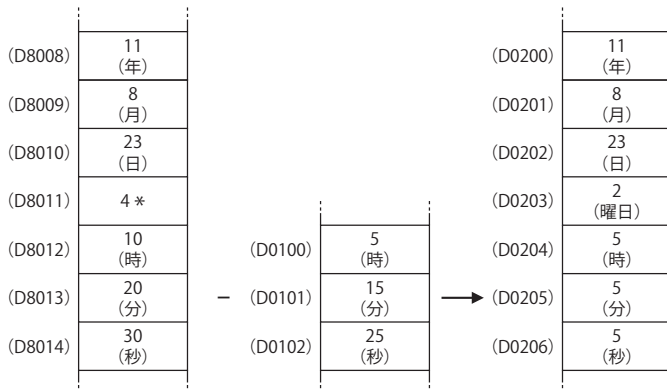 (D8008)
11
(年)
(D8009)
8
(月)
(D8010)
23
(日)
(D8011)
4 *
(D8012)
10
(時)
(D8013)
20
(分)
(D8014)
30
(秒)
−
(D0100)
5
(時)
(D0101)
15
(分)
(D0102)
25
(秒)
(D0200)
11
(年)
(D0201)
8
(月)
(D0202)
23
(日)
(D0203)
2
(曜日)
(D0204)
5
(時)
(D0205)
5
(分)
(D0206)
5
(秒)